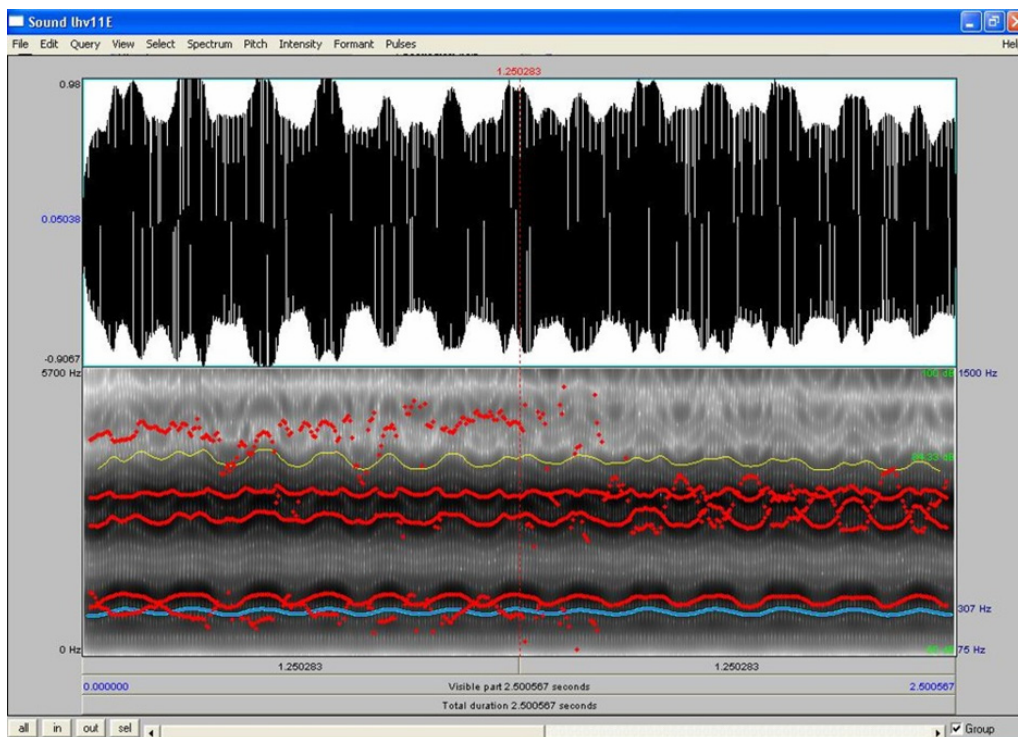 Sound lhv11E
File Edit Query View Select Spectrum Pitch Intensity Formant Pulses Hel
1.250283
0.98
0.05038
-0.9067
5700 Hz 100 dB 1500 Hz
307 Hz
0 Hz 75 Hz
1.250283 1.250283
0.000000 Visible part 2.500567 seconds 2.500567
Total duration 2.500567 seconds
all in out sel Group